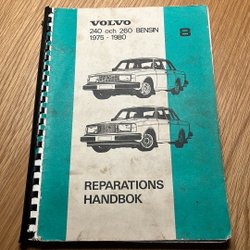 VOLVO
240 och 260 BENSIN
1975 - 1980
8
REPARATIONS
HANDBOK